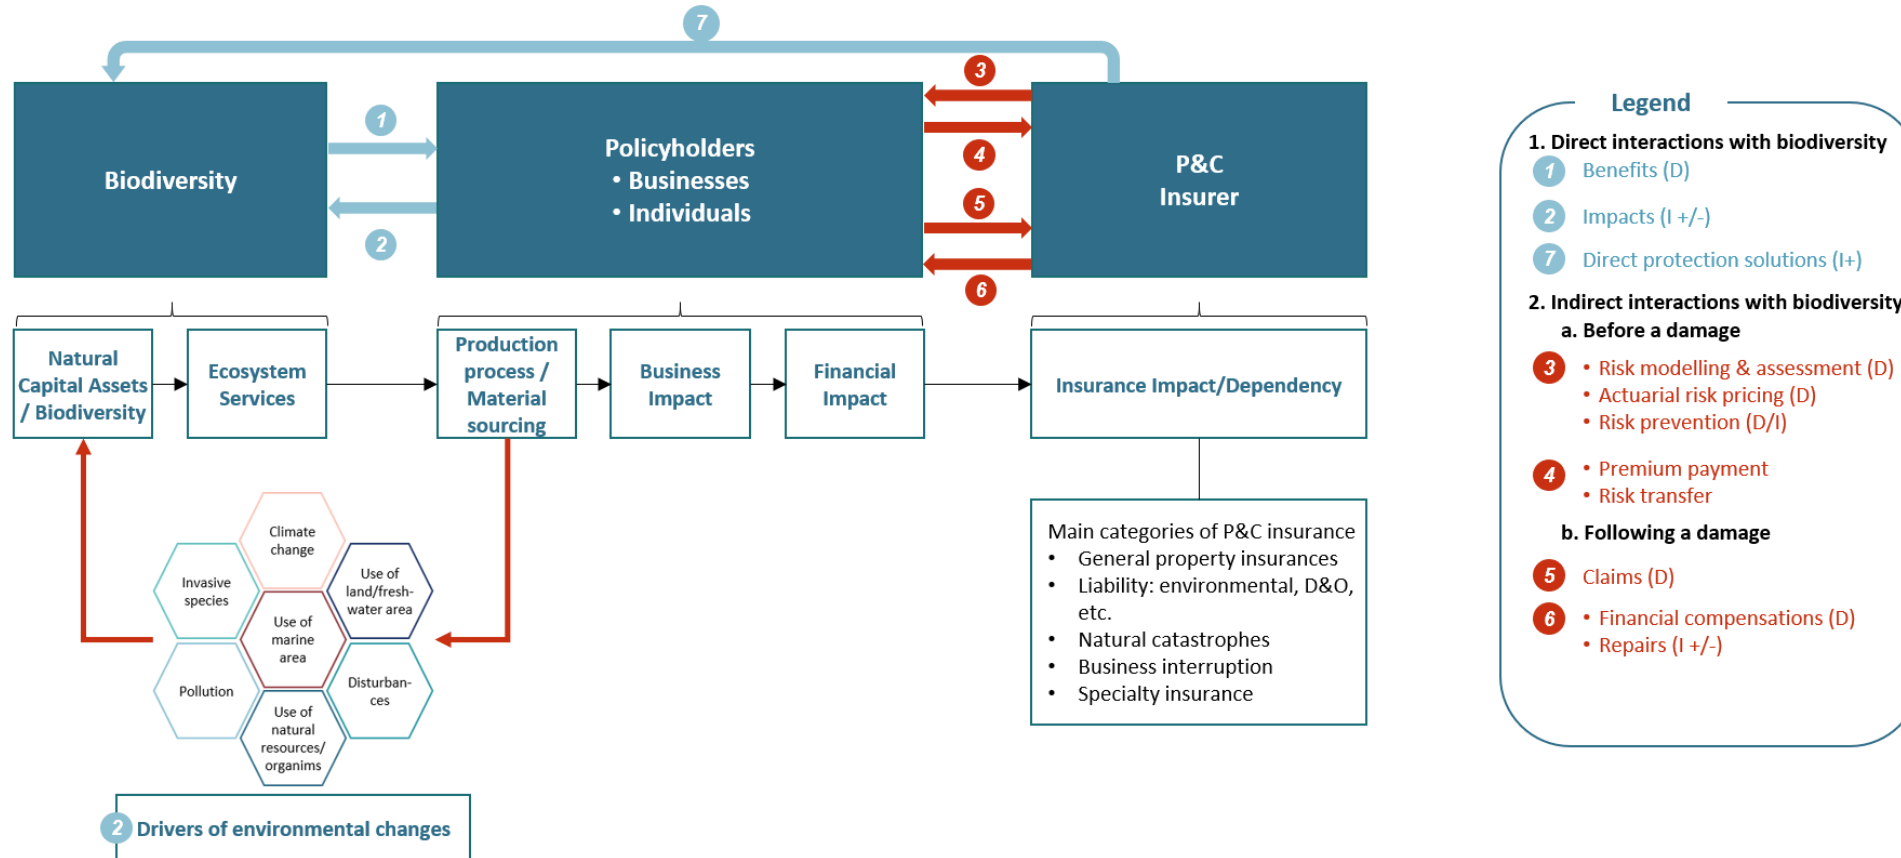 7
Biodiversity
1
2
Policyholders
• Businesses
• Individuals
3
4
5
6
P&C
Insurer
Natural
Capital Assets
/ Biodiversity
Ecosystem
Services
Production
process /
Material
sourcing
Business
Impact
Financial
Impact
Insurance Impact/Dependency
Climate
change
Invasive
species
Use of
land/fresh-
water area
Use of
marine
area
Pollution
Disturban-
ces
Use of
natural
resources/
organims
2 Drivers of environmental changes
Main categories of P&C insurance
• General property insurances
• Liability: environmental, D&O,
etc.
• Natural catastrophes
• Business interruption
• Specialty insurance
Legend
1. Direct interactions with biodiversity
1 Benefits (D)
2 Impacts (I +/-)
7 Direct protection solutions (I+)
2. Indirect interactions with biodiversity
a. Before a damage
3 • Risk modelling & assessment (D)
• Actuarial risk pricing (D)
• Risk prevention (D/I)
4 • Premium payment
• Risk transfer
b. Following a damage
5 Claims (D)
6 • Financial compensations (D)
• Repairs (I +/-)